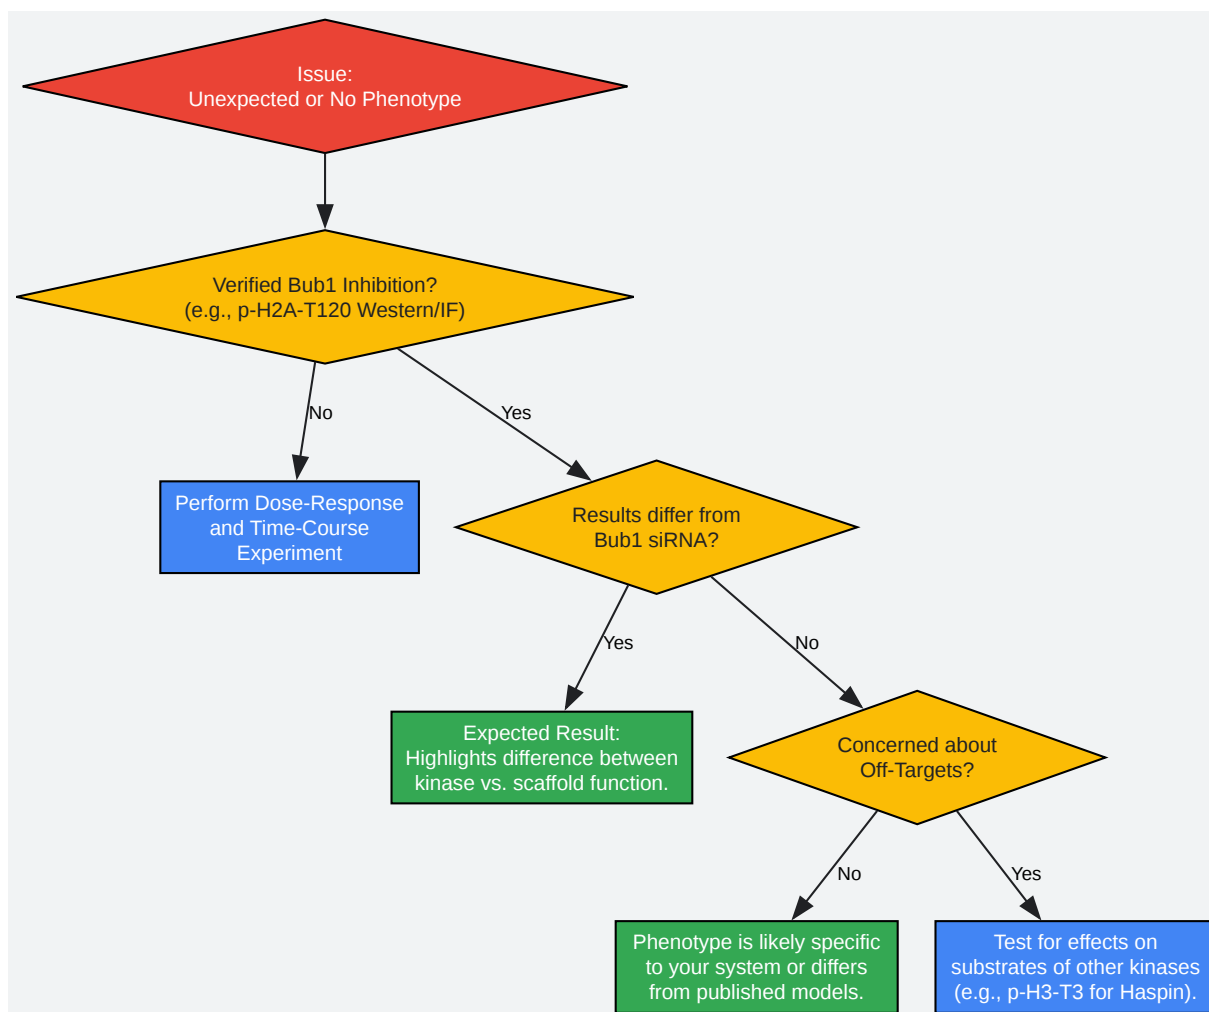 Issue:
Unexpected or No Phenotype
Verified Bub1 Inhibition?
(e.g., p-H2A-T120 Western/IF)
No
Yes
Perform Dose-Response
and Time-Course
Experiment
Results differ from
Bub1 siRNA?
Yes
No
Expected Result:
Highlights difference between
kinase vs. scaffold function.
Concerned about
Off-Targets?
No
Yes
Phenotype is likely specific
to your system or differs
from published models.
Test for effects on
substrates of other kinases
(e.g., p-H3-T3 for Haspin).